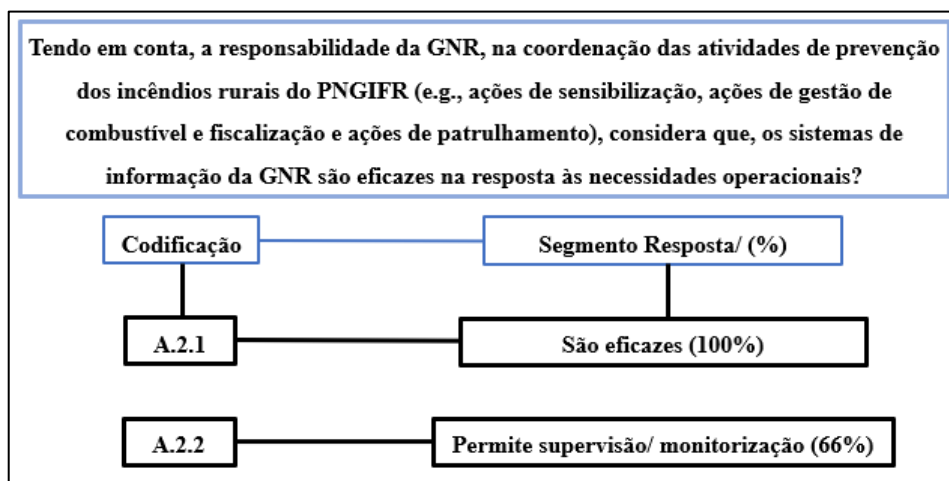 Tendo em conta, a responsabilidade da GNR, na coordenação das atividades de prevenção
dos incêndios rurais do PNGIFR (e.g., ações de sensibilização, ações de gestão de
combustível e fiscalização e ações de patrulhamento), considera que, os sistemas de
informação da GNR são eficazes na resposta às necessidades operacionais?
Codificação
Segmento Resposta/ (%)
A.2.1
São eficazes (100%)
A.2.2
Permite supervisão/ monitorização (66%)